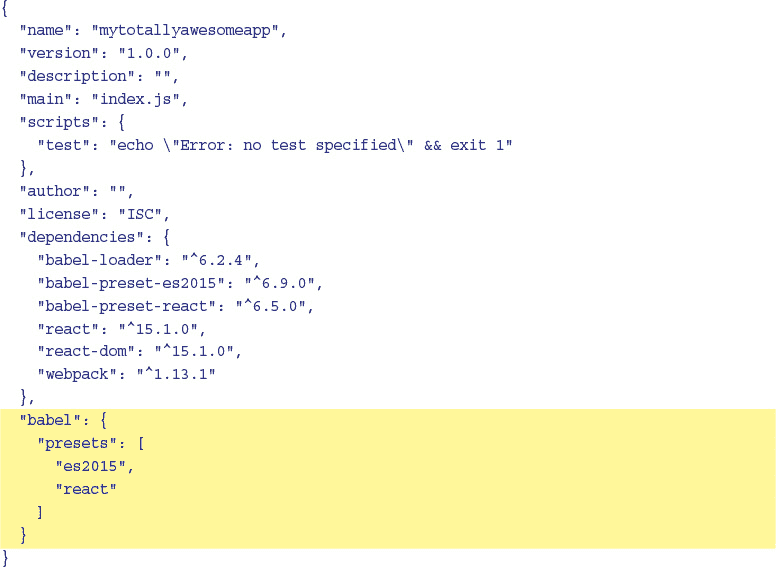 {
  "name": "mytotallyawesomeapp",
  "version": "1.0.0",
  "description": "",
  "main": "index.js",
  "scripts": {
    "test": "echo \"Error: no test specified\" && exit 1"
  },
  "author": "",
  "license": "ISC",
  "dependencies": {
    "babel-loader": "^6.2.4",
    "babel-preset-es2015": "^6.9.0",
    "babel-preset-react": "^6.5.0",
    "react": "^15.1.0",
    "react-dom": "^15.1.0",
    "webpack": "^1.13.1"
  },
  "babel": {
    "presets": [
      "es2015",
      "react"
    ]
  }
}